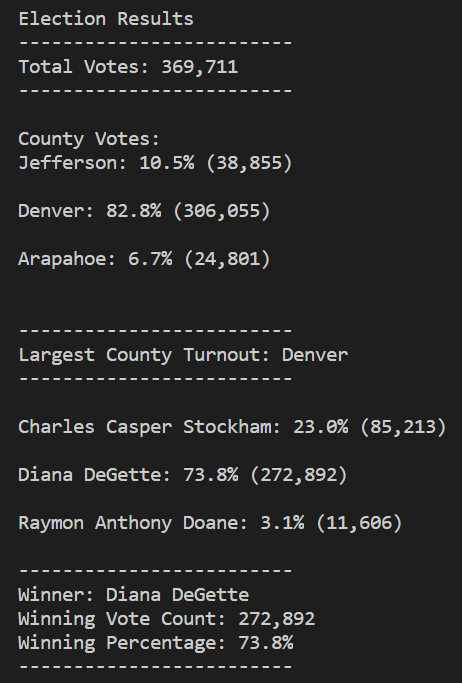 Election Results
-------------------------
Total Votes: 369,711
-------------------------
County Votes:
Jefferson: 10.5% (38,855)
Denver: 82.8% (306,055)
Arapahoe: 6.7% (24,801)
-------------------------
Largest County Turnout: Denver
-------------------------
Charles Casper Stockham: 23.0% (85,213)
Diana DeGette: 73.8% (272,892)
Raymon Anthony Doane: 3.1% (11,606)
-------------------------
Winner: Diana DeGette
Winning Vote Count: 272,892
Winning Percentage: 73.8%
-------------------------